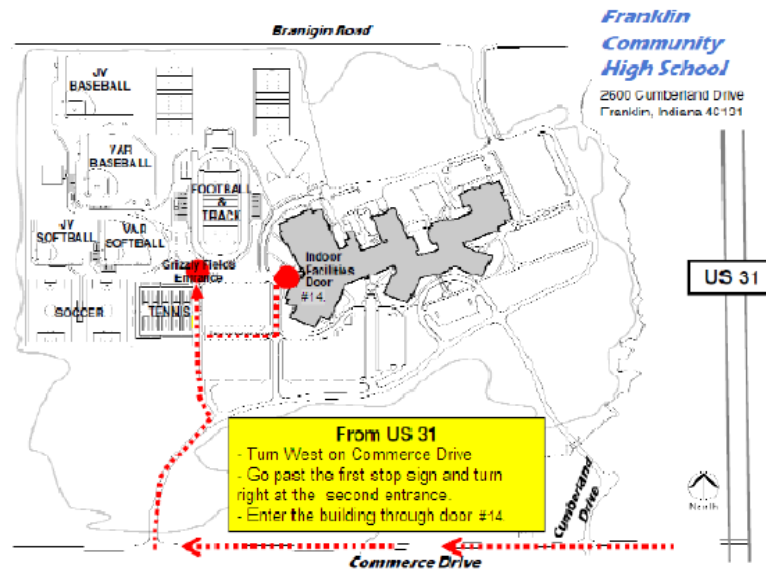 Branigin Road
Franklin
Community
High School
2600 Cumberland Drive
Franklin, Indiana 46131
JV
BASEBALL
VAR
BASEBALL
FOOTBALL
&
TRACK
JV
SOFTBALL
VAR
SOFTBALL
Grizzly Fields
Entrance
Indoor
Facilities
Door
#14.
SOCCER
TENNIS
US 31
From US 31
- Turn West on Commerce Drive
- Go past the first stop sign and turn
right at the second entrance.
- Enter the building through door #14.
Cumberland
Drive
North
Commerce Drive